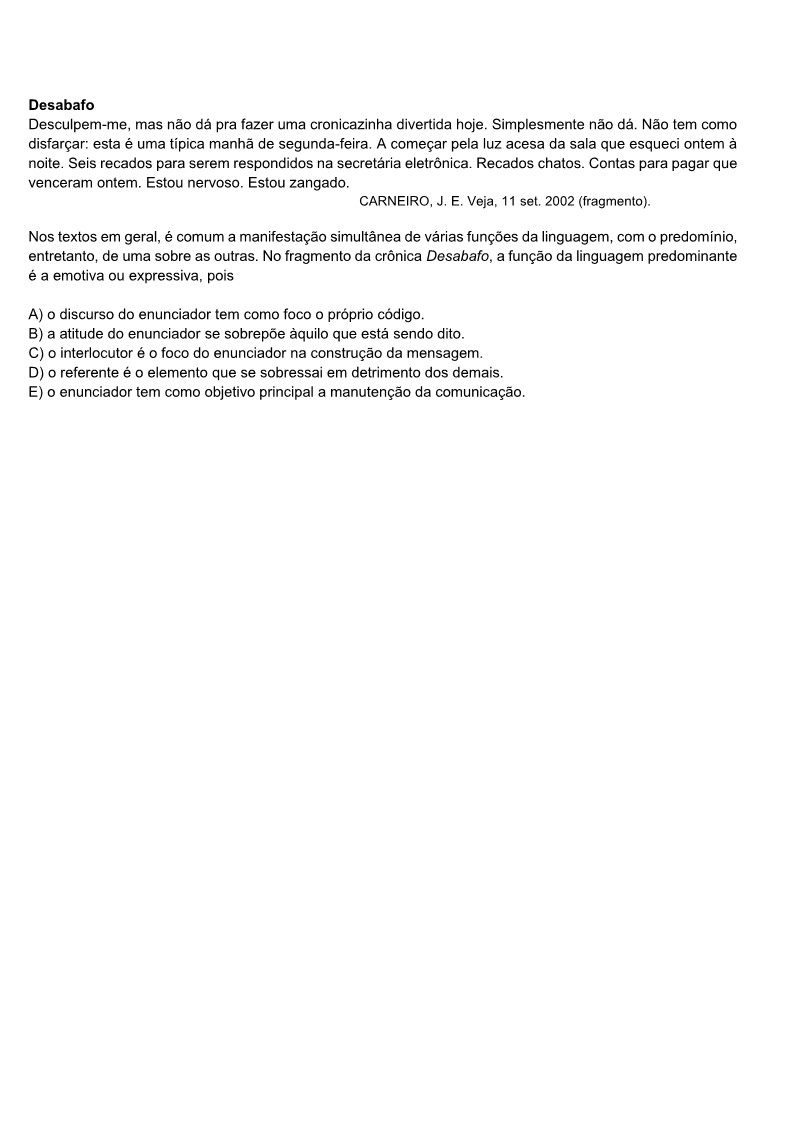 Desabafo
Desculpem-me, mas não dá pra fazer uma cronicazinha divertida hoje. Simplesmente não dá. Não tem como
disfarçar: esta é uma típica manhã de segunda-feira. A começar pela luz acesa da sala que esqueci ontem à
noite. Seis recados para serem respondidos na secretária eletrônica. Recados chatos. Contas para pagar que
venceram ontem. Estou nervoso. Estou zangado.
CARNEIRO, J. E. Veja, 11 set. 2002 (fragmento).
Nos textos em geral, é comum a manifestação simultânea de várias funções da linguagem, com o predomínio,
entretanto, de uma sobre as outras. No fragmento da crônica Desabafo, a função da linguagem predominante
é a emotiva ou expressiva, pois
A) o discurso do enunciador tem como foco o próprio código.
B) a atitude do enunciador se sobrepõe àquilo que está sendo dito.
C) o interlocutor é o foco do enunciador na construção da mensagem.
D) o referente é o elemento que se sobressai em detrimento dos demais.
E) o enunciador tem como objetivo principal a manutenção da comunicação.